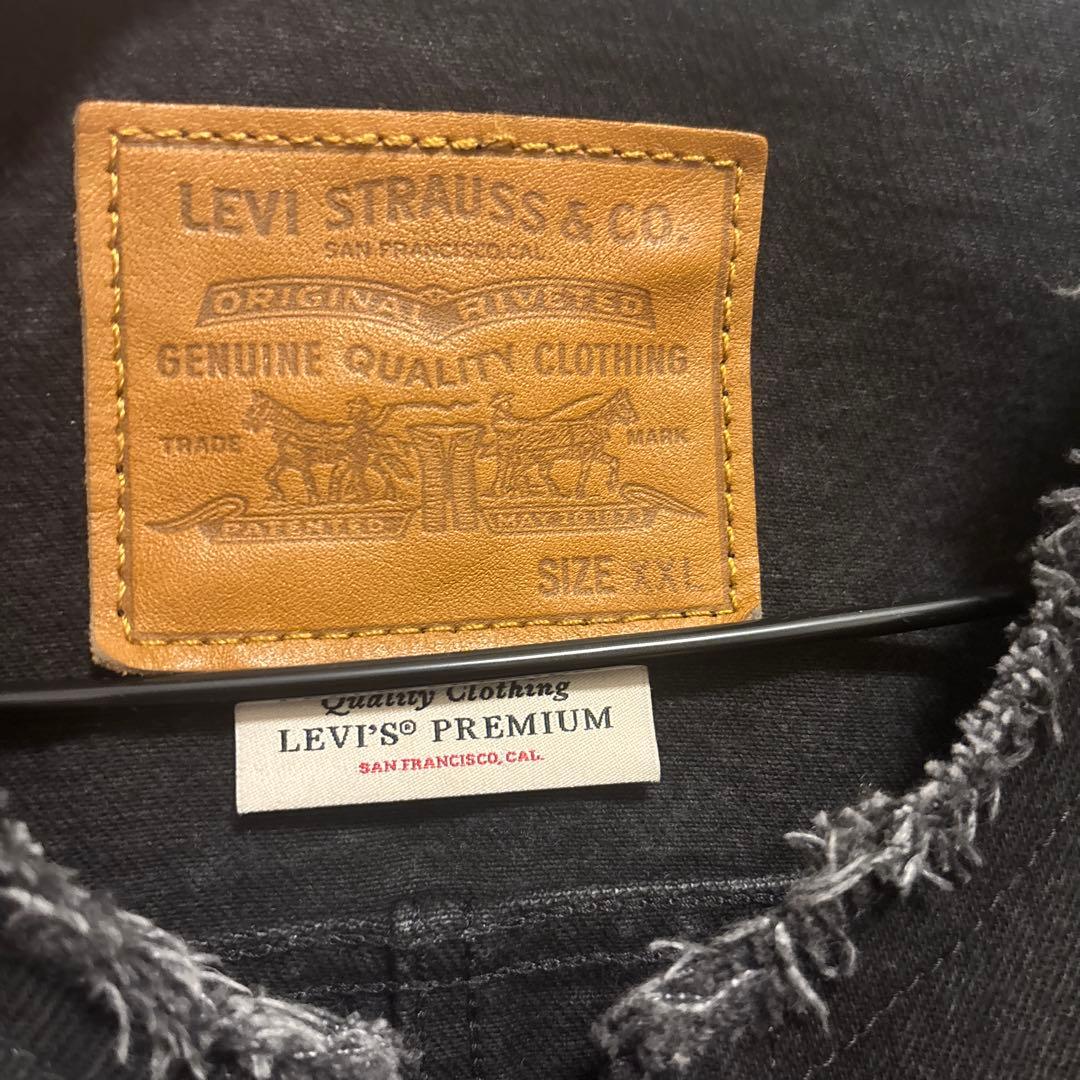 LEVI STRAUSS & CO.
SAN FRANCISCO, CAL.
ORIGINAL RIVETED
GENUINE QUALITY CLOTHING
TRADE MARK
PATENTED
SIZE XXL
Quality Clothing
LEVI'S® PREMIUM
SAN FRANCISCO, CAL.